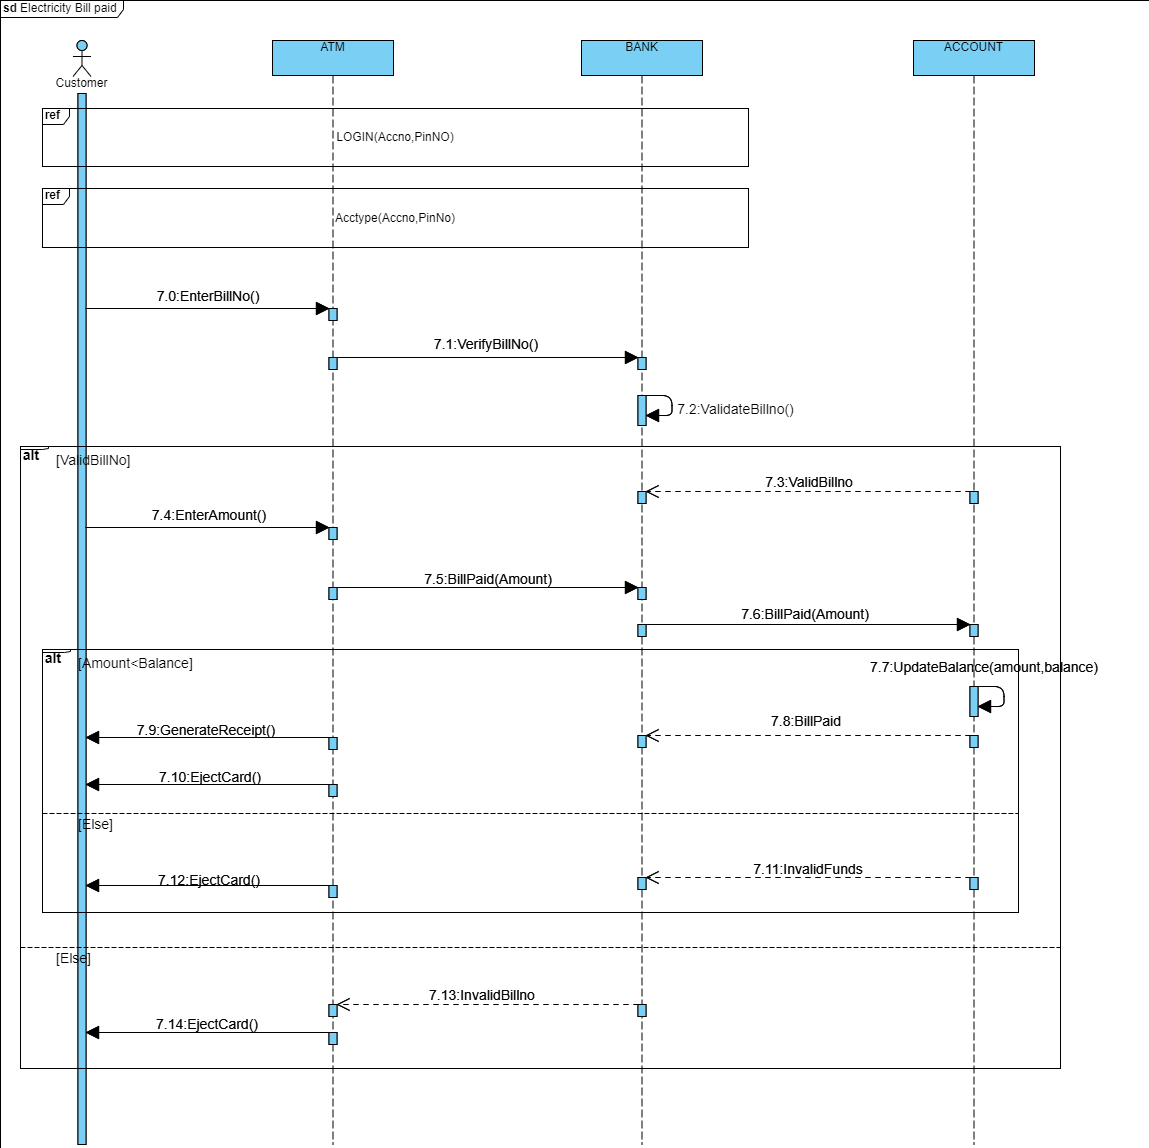 sd Electricity Bill paid
Customer
ATM
BANK
ACCOUNT
ref
LOGIN(Accno,PinNO)
ref
Acctype(Accno,PinNo)
7.0:EnterBillNo()
7.1:VerifyBillNo()
7.2:ValidateBillno()
alt
[ValidBillNo]
7.3:ValidBillno
7.4:EnterAmount()
7.5:BillPaid(Amount)
7.6:BillPaid(Amount)
alt
[Amount<Balance]
7.7:UpdateBalance(amount,balance)
7.8:BillPaid
7.9:GenerateReceipt()
7.10:EjectCard()
[Else]
7.11:InvalidFunds
7.12:EjectCard()
[Else]
7.13:InvalidBillno
7.14:EjectCard()